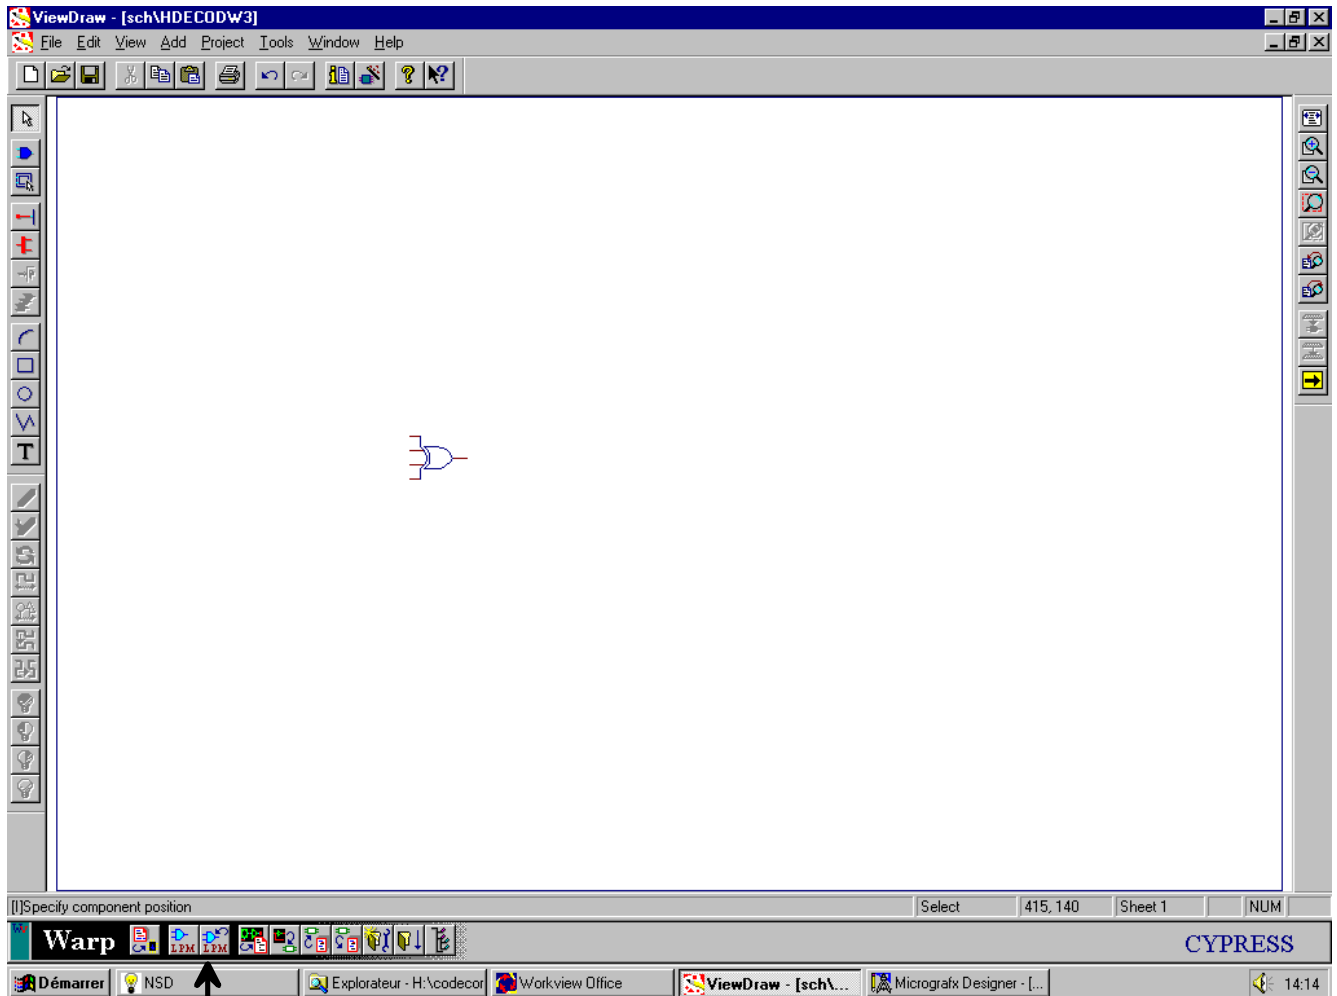 ViewDraw - [sch\HDECODW3]
File Edit View Add Project Tools Window Help
T
[I]Specify component position
Select
415, 140
Sheet 1
NUM
Warp
LPM
LPM
CYPRESS
Démarrer
NSD
Explorateur - H:\codecor
Workview Office
ViewDraw - [sch\...
Micrografx Designer - [...
14:14